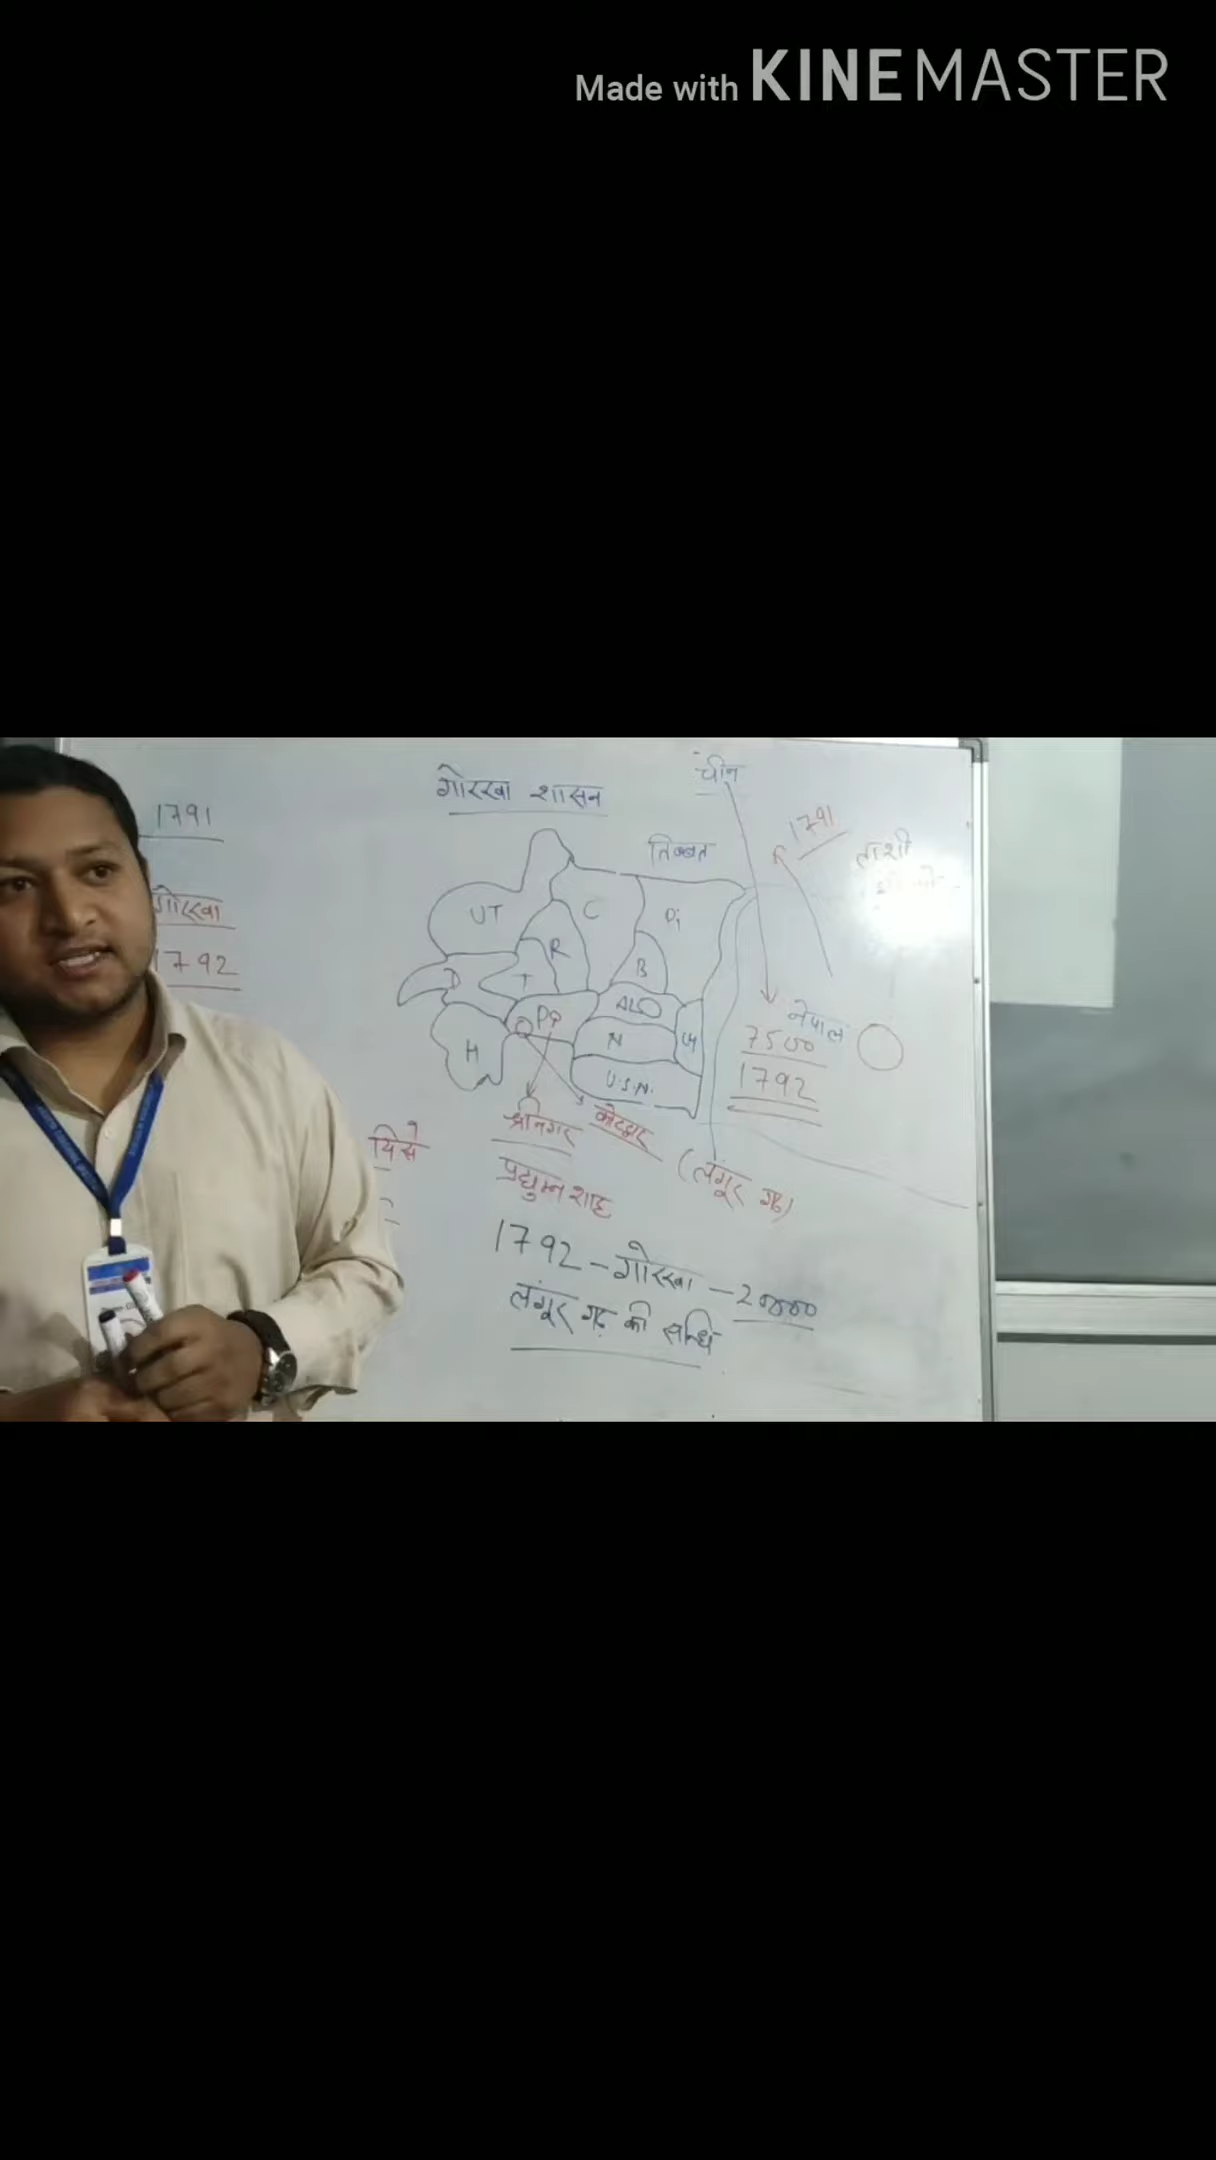 Made with KINEMASTER
गोरखा शासन
चीन
1791
1791
तिब्बत
ताशी
गोरखा
1792
UT
C
Pi
R
B
D
T
ALO
नेपाल
PG
N
7500
H
U.S.N.
1792
श्रीनगर
कोटद्वार
(लंगूर गढ़)
प्रद्युम्न शाह
1792 - गोरखा - 20000
लंगूर गढ़ की सन्धि